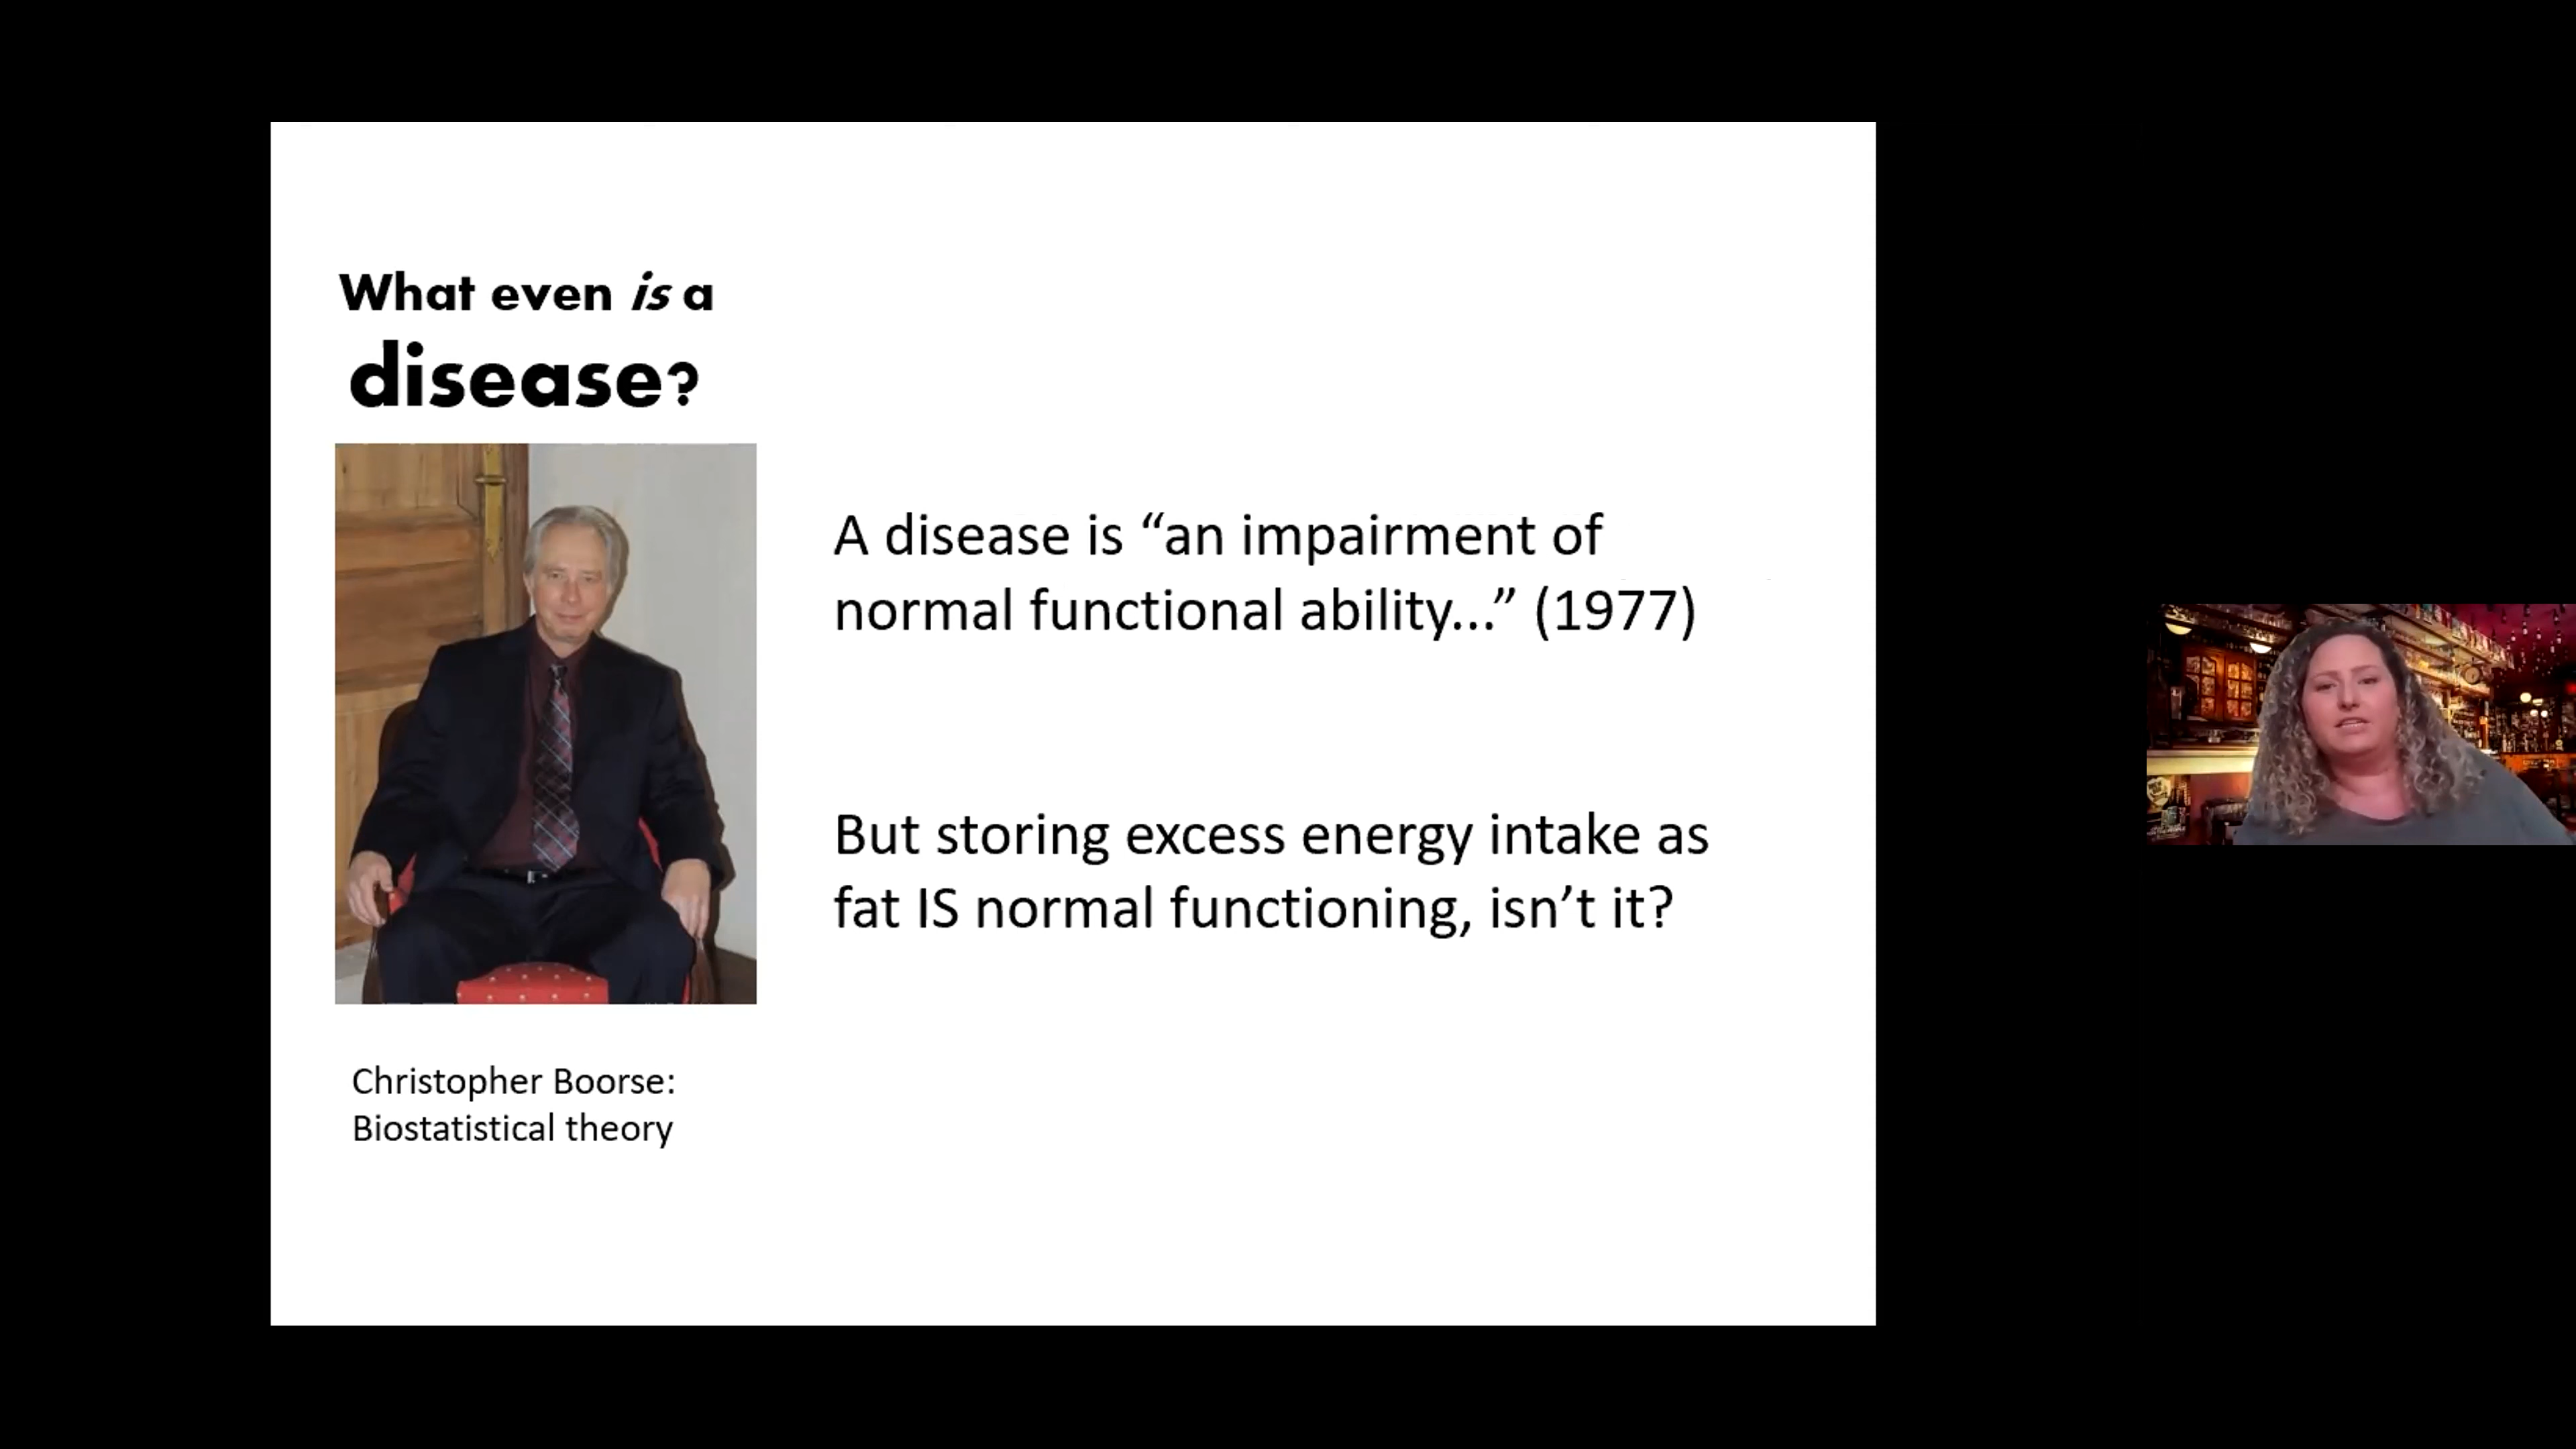 What even is a
disease?
A disease is “an impairment of
normal functional ability...” (1977)
But storing excess energy intake as
fat IS normal functioning, isn’t it?
Christopher Boorse:
Biostatistical theory